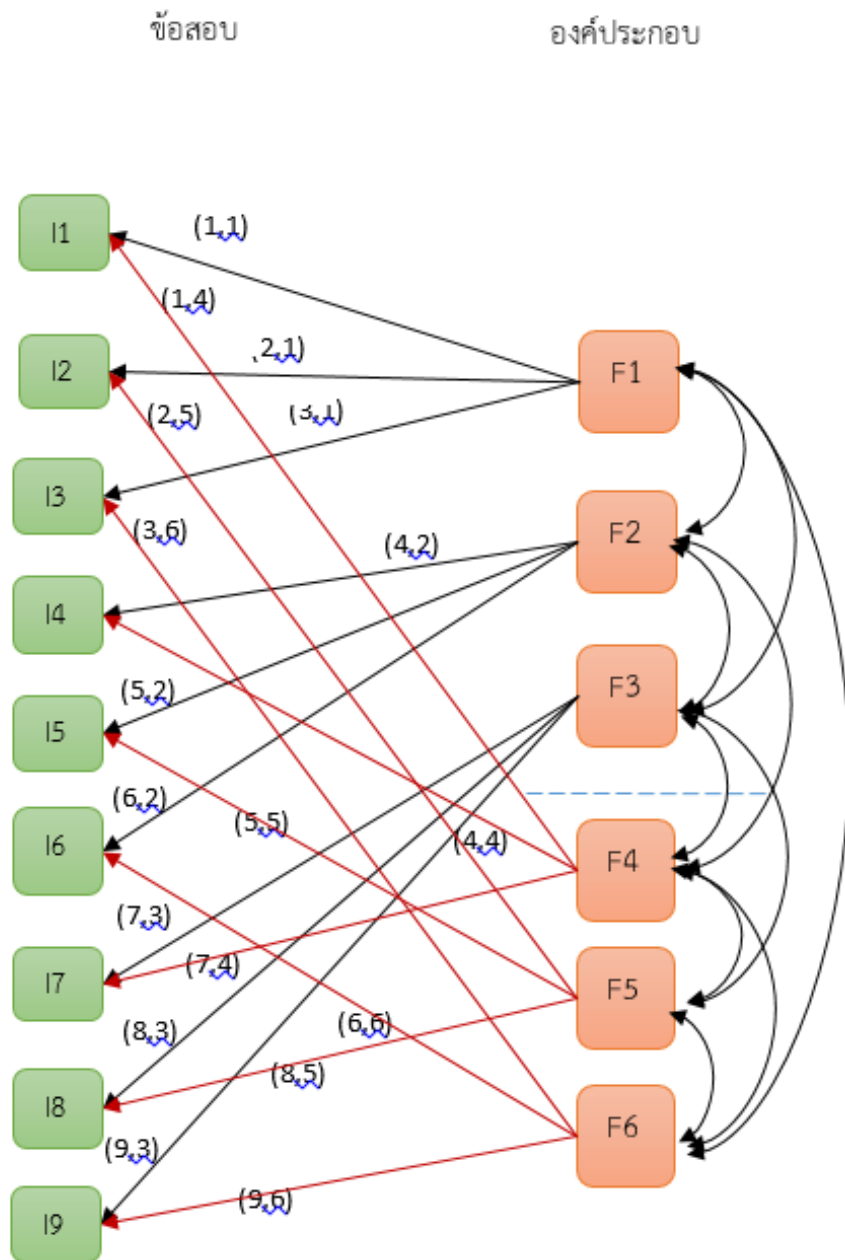 ข้อสอบ องค์ประกอบ
I1 (1,1)
(1,4)
I2 2,1) F1
(2,5) (3,1)
I3
(3,6) (4,2) F2
I4
(5,2) F3
I5
(6,2) (5,5) (4,4)
I6 F4
(7,3)
I7 (7,4) F5
(8,3) (6,6)
(8,5)
I8 F6
(9,3)
(9,6)
I9